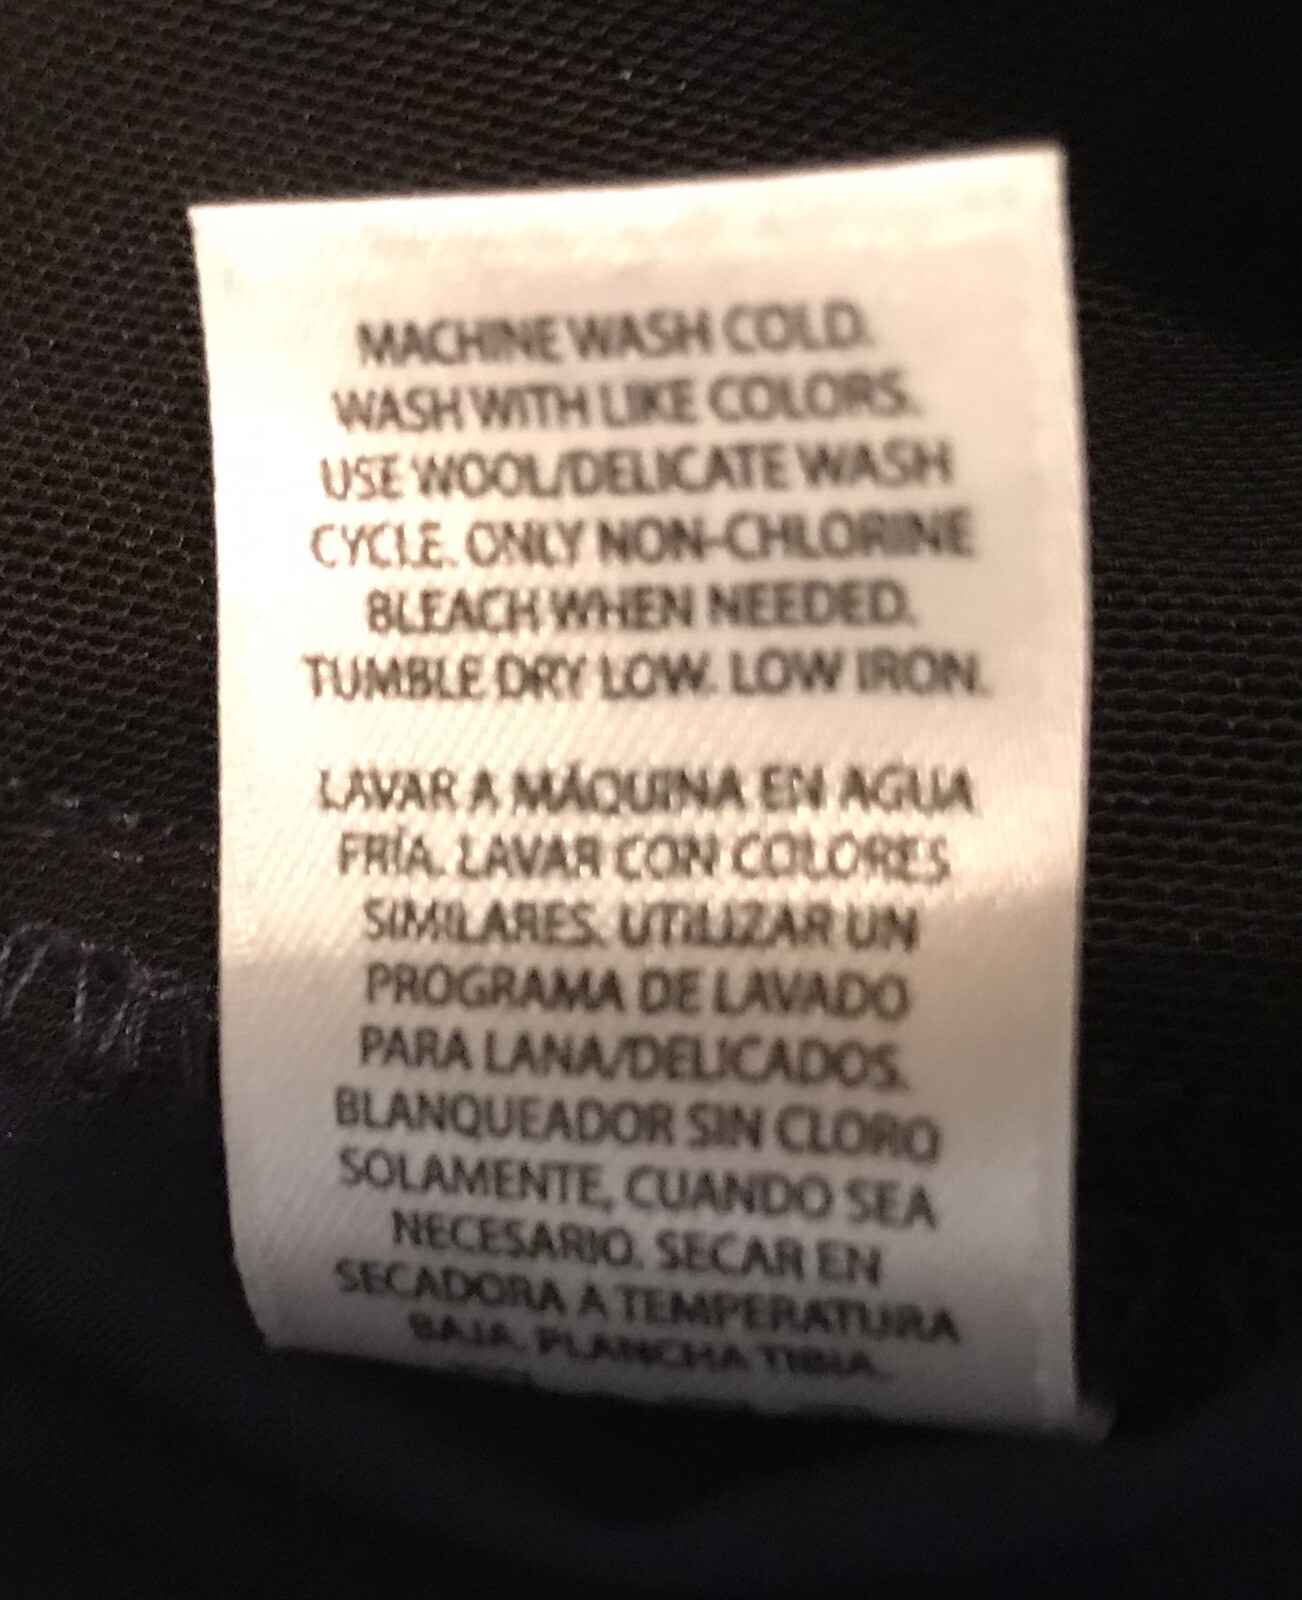 MACHINE WASH COLD.
WASH WITH LIKE COLORS.
USE WOOL/DELICATE WASH
CYCLE. ONLY NON-CHLORINE
BLEACH WHEN NEEDED.
TUMBLE DRY LOW. LOW IRON.
LAVAR A MÁQUINA EN AGUA
FRÍA. LAVAR CON COLORES
SIMILARES. UTILIZAR UN
PROGRAMA DE LAVADO
PARA LANA/DELICADOS.
BLANQUEADOR SIN CLORO
SOLAMENTE, CUANDO SEA
NECESARIO. SECAR EN
SECADORA A TEMPERATURA
BAJA. PLANCHA TIBIA.